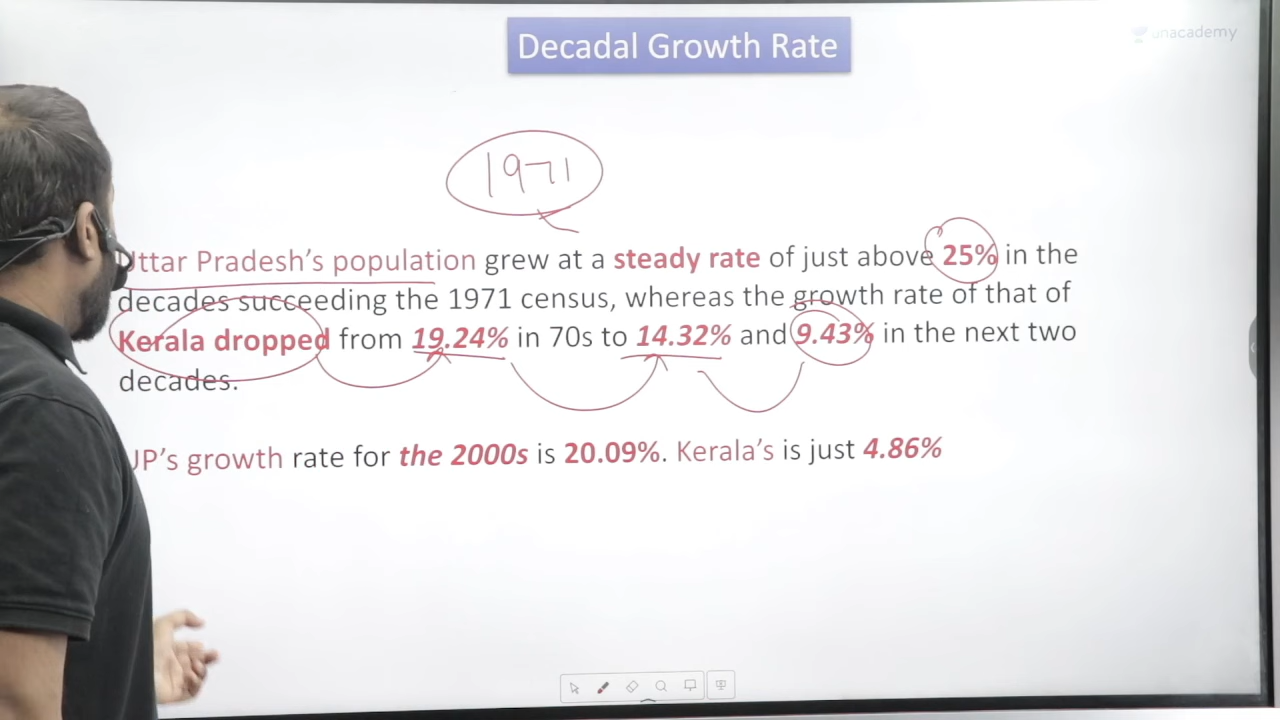 Decadal Growth Rate
unacademy
1971
Uttar Pradesh's population grew at a steady rate of just above 25% in the
decades succeeding the 1971 census, whereas the growth rate of that of
Kerala dropped from 19.24% in 70s to 14.32% and 9.43% in the next two
decades.
UP's growth rate for the 2000s is 20.09%. Kerala's is just 4.86%